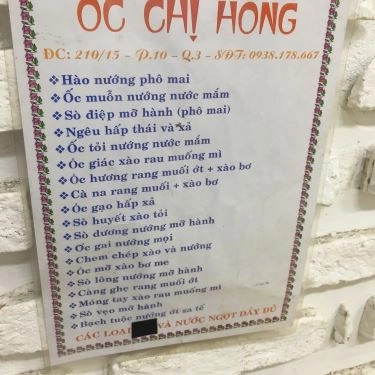 ỐC CHỊ HỒNG
ĐC: 210/15 - P.10 - Q.3 - SĐT: 0938.178.667
Hào nướng phô mai
Ốc muỗn nướng nước mắm
Sò điệp mỡ hành (phô mai)
Ngêu hấp thái và xả
Ốc tỏi nướng nước mắm
Ốc giác xào rau muống mì
Ốc hương rang muối ớt + xào bơ
Cà na rang muối + xào bơ
Ốc gạo hấp xả
Sò huyết xào tỏi
Sò dương nướng mỡ hành
Ốc gai nướng mọi
Chem chép xào và nướng
Ốc mỡ xào bơ me
Sò lông nướng mỡ hành
Càng ghẹ rang muối ớt
Móng tay xào rau muống mì
Sò vẹo mỡ hành
Bạch tuộc nướng ớt sa tế
CÁC LOẠI VÀ NƯỚC NGỌT ĐẦY ĐỦ